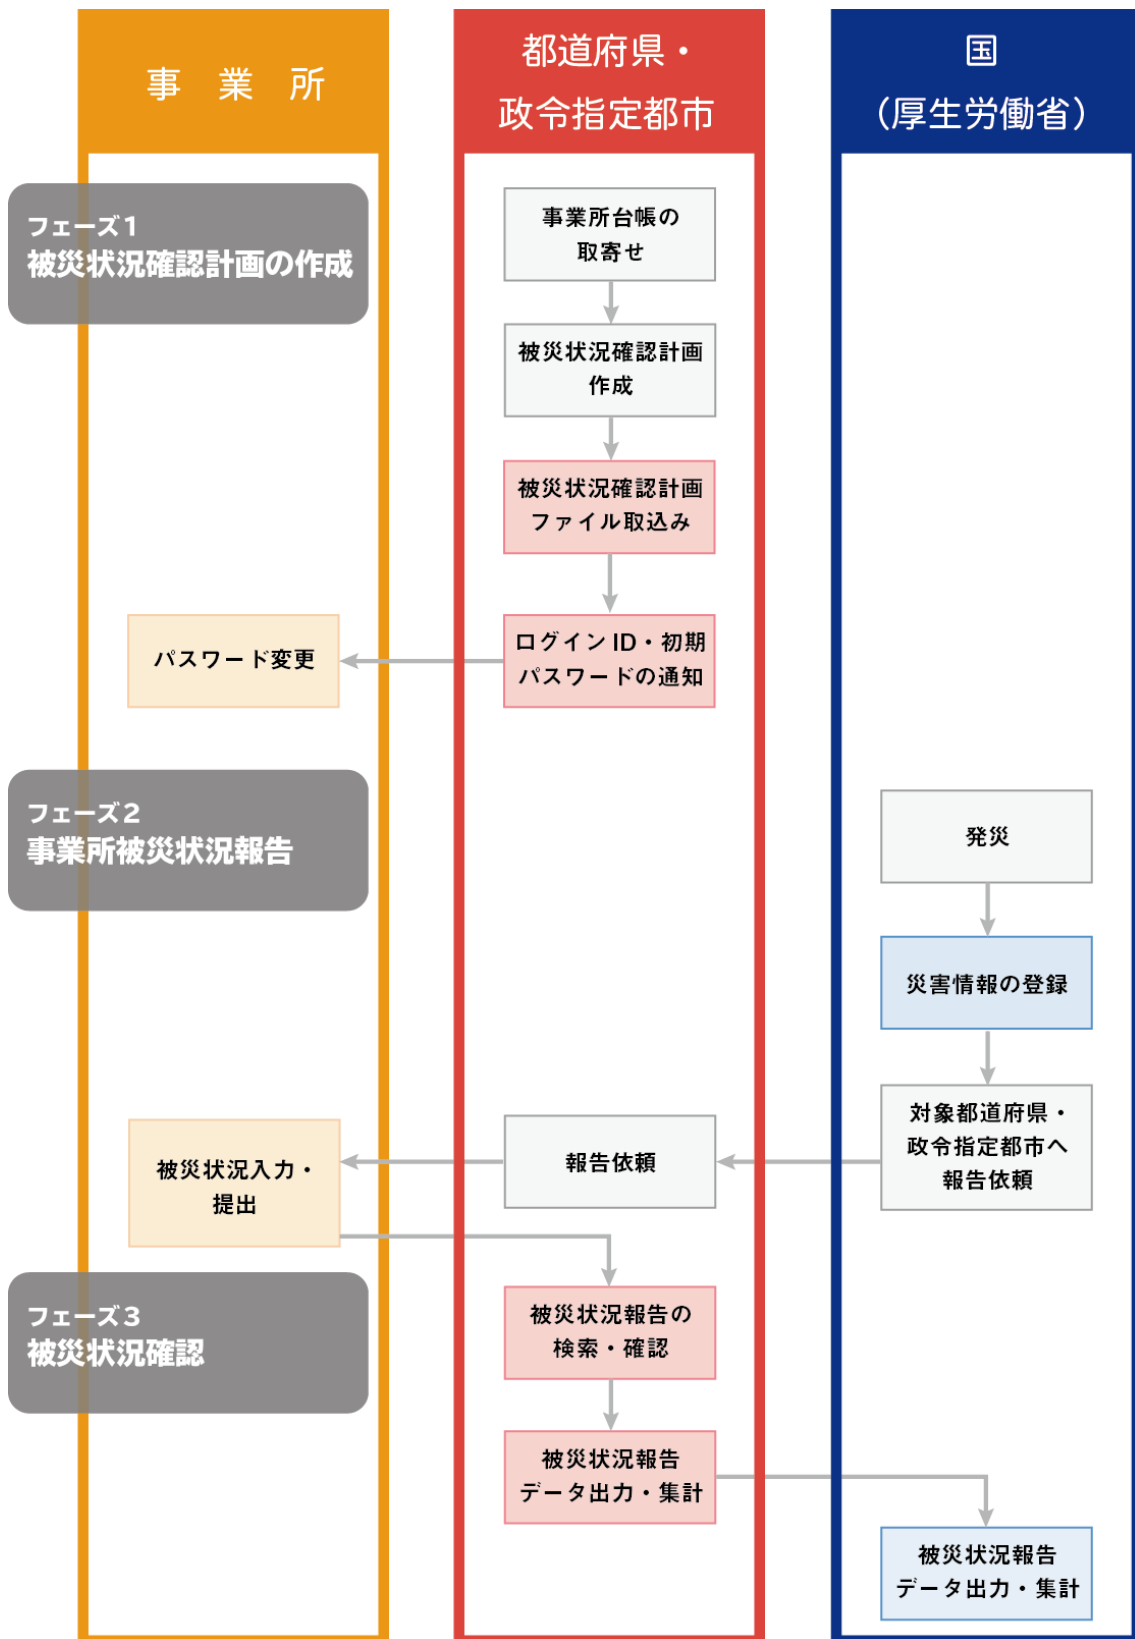 事 業 所
都道府県・
政令指定都市
国
（厚生労働省）
フェーズ１
被災状況確認計画の作成
事業所台帳の
取寄せ
被災状況確認計画
作成
被災状況確認計画
ファイル取込み
ログイン ID・初期
パスワードの通知
パスワード変更
フェーズ２
事業所被災状況報告
発災
災害情報の登録
対象都道府県・
政令指定都市へ
報告依頼
報告依頼
被災状況入力・
提出
フェーズ３
被災状況確認
被災状況報告の
検索・確認
被災状況報告
データ出力・集計
被災状況報告
データ出力・集計